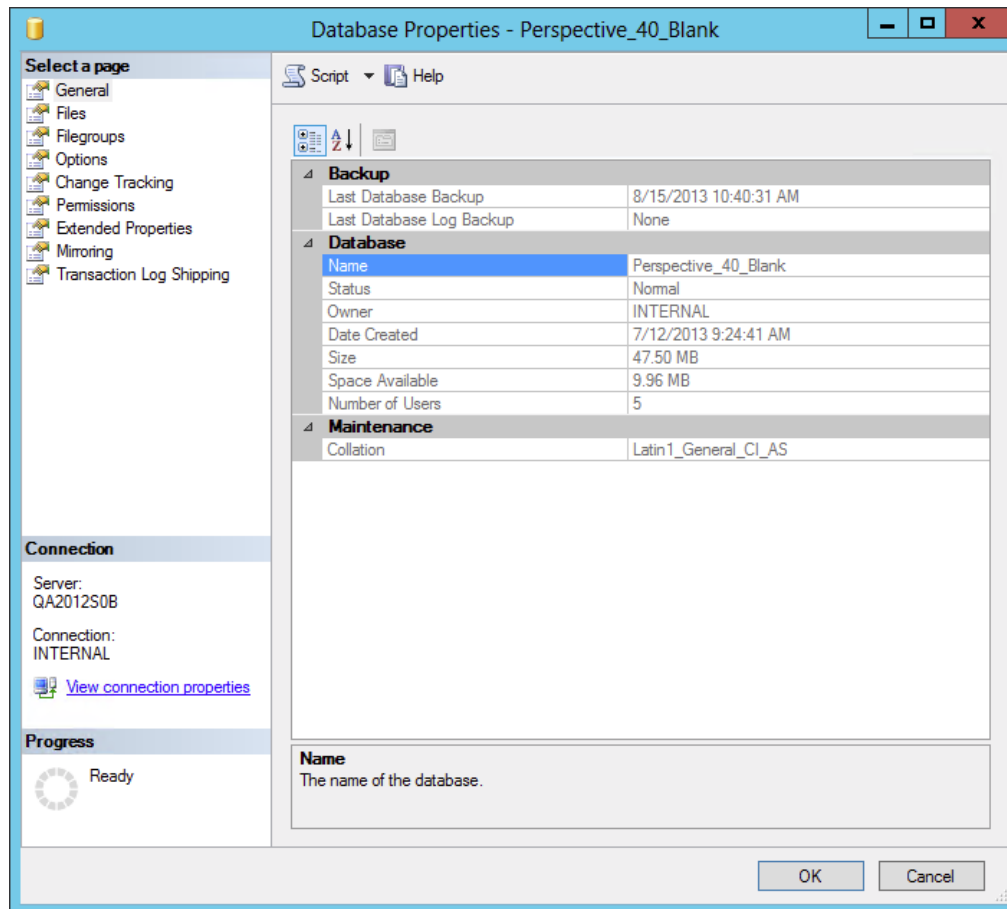 Database Properties - Perspective_40_Blank
Select a page
General
Files
Filegroups
Options
Change Tracking
Permissions
Extended Properties
Mirroring
Transaction Log Shipping
Connection
Server:
QA2012S0B
Connection:
INTERNAL
View connection properties
Progress
Ready
Script Help
Backup
Last Database Backup 8/15/2013 10:40:31 AM
Last Database Log Backup None
Database
Name Perspective_40_Blank
Status Normal
Owner INTERNAL
Date Created 7/12/2013 9:24:41 AM
Size 47.50 MB
Space Available 9.96 MB
Number of Users 5
Maintenance
Collation Latin1_General_CI_AS
Name
The name of the database.
OK Cancel